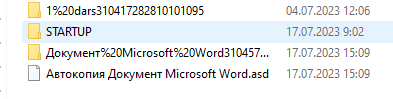 1%20dars310417282810101095 04.07.2023 12:06
STARTUP 17.07.2023 9:02
Документ%20Microsoft%20Word310457... 17.07.2023 15:09
Автокопия Документ Microsoft Word.asd 17.07.2023 15:09